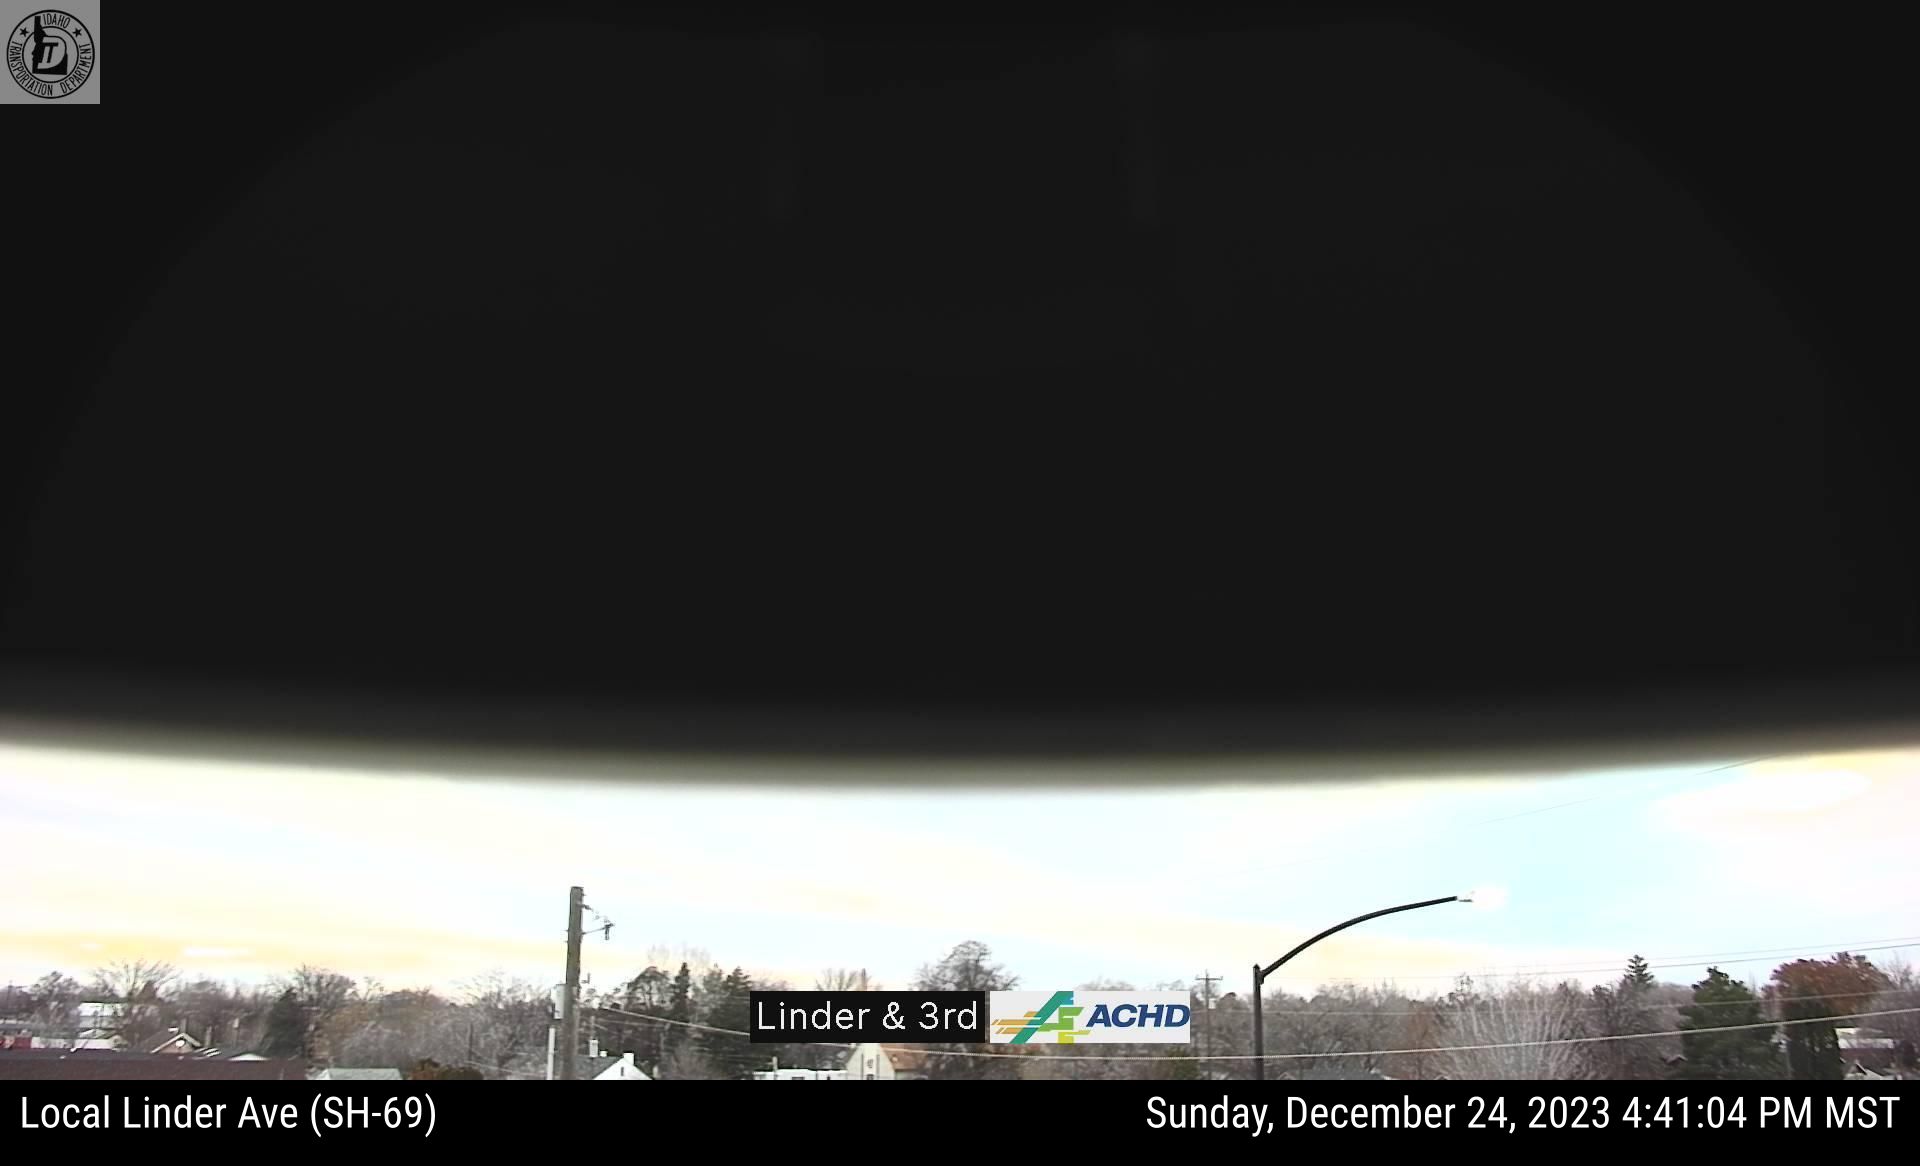 IDAHO
TRANSPORTATION DEPARTMENT
Linder & 3rd
ACHD
Local Linder Ave (SH-69)
Sunday, December 24, 2023 4:41:04 PM MST